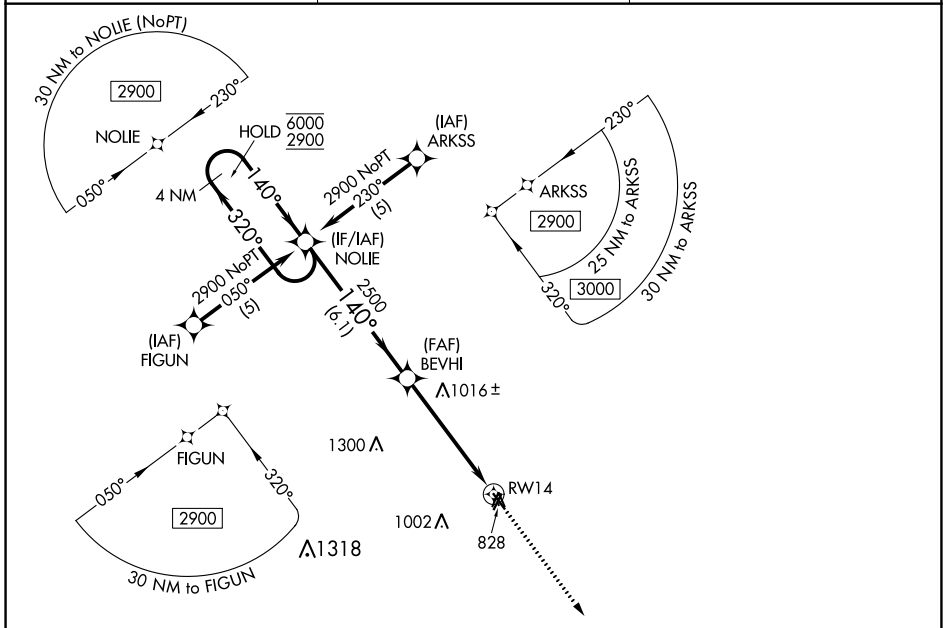 30 NM to NOLIE (NoPT)
2900
230°
NOLIE
050°
HOLD 6000
2900
4 NM
140°
320°
(IAF)
ARKSS
2900 NoPT
230°
(5)
(IF/IAF)
NOLIE
2900 NoPT
050°
(5)
(IAF)
FIGUN
2500
140°
(6.1)
(FAF)
BEVHI
1016 ±
1300
RW14
1002
828
1318
230°
ARKSS
2900
25 NM to ARKSS
320°
3000
30 NM to ARKSS
FIGUN
050°
320°
2900
30 NM to FIGUN